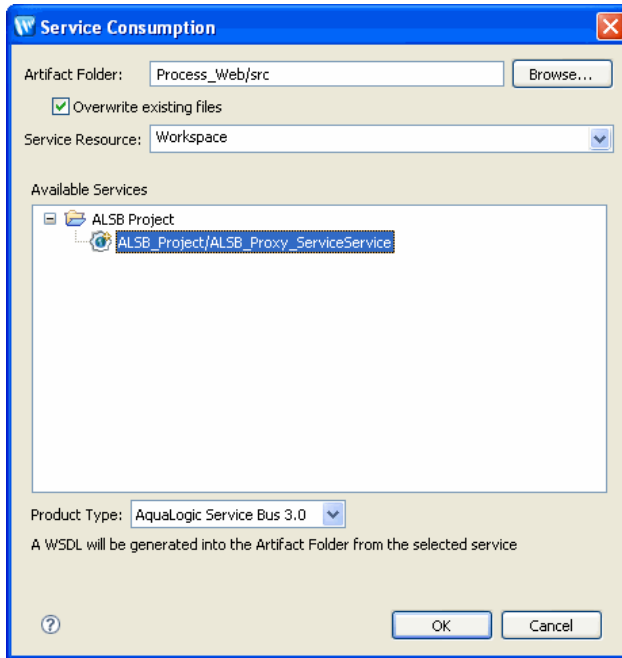 Service Consumption
Artifact Folder: Process_Web/src Browse...
Overwrite existing files
Service Resource: Workspace
Available Services
ALSB Project
ALSB_Project/ALSB_Proxy_ServiceService
Product Type: AquaLogic Service Bus 3.0
A WSDL will be generated into the Artifact Folder from the selected service
OK Cancel